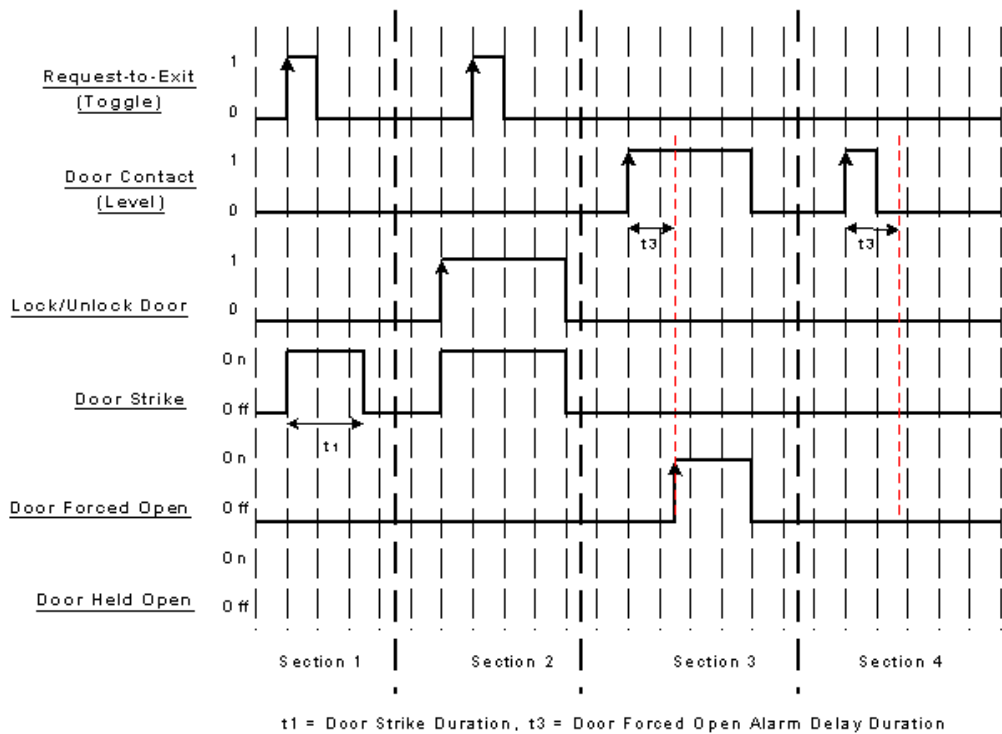 Request-to-Exit
(Toggle)
1
0
Door Contact
(Level)
1
0
t3
t3
Lock/Unlock Door
1
0
Door Strike
On
Off
t1
Door Forced Open
On
Off
Door Held Open
On
Off
Section 1
Section 2
Section 3
Section 4
t1 = Door Strike Duration, t3 = Door Forced Open Alarm Delay Duration